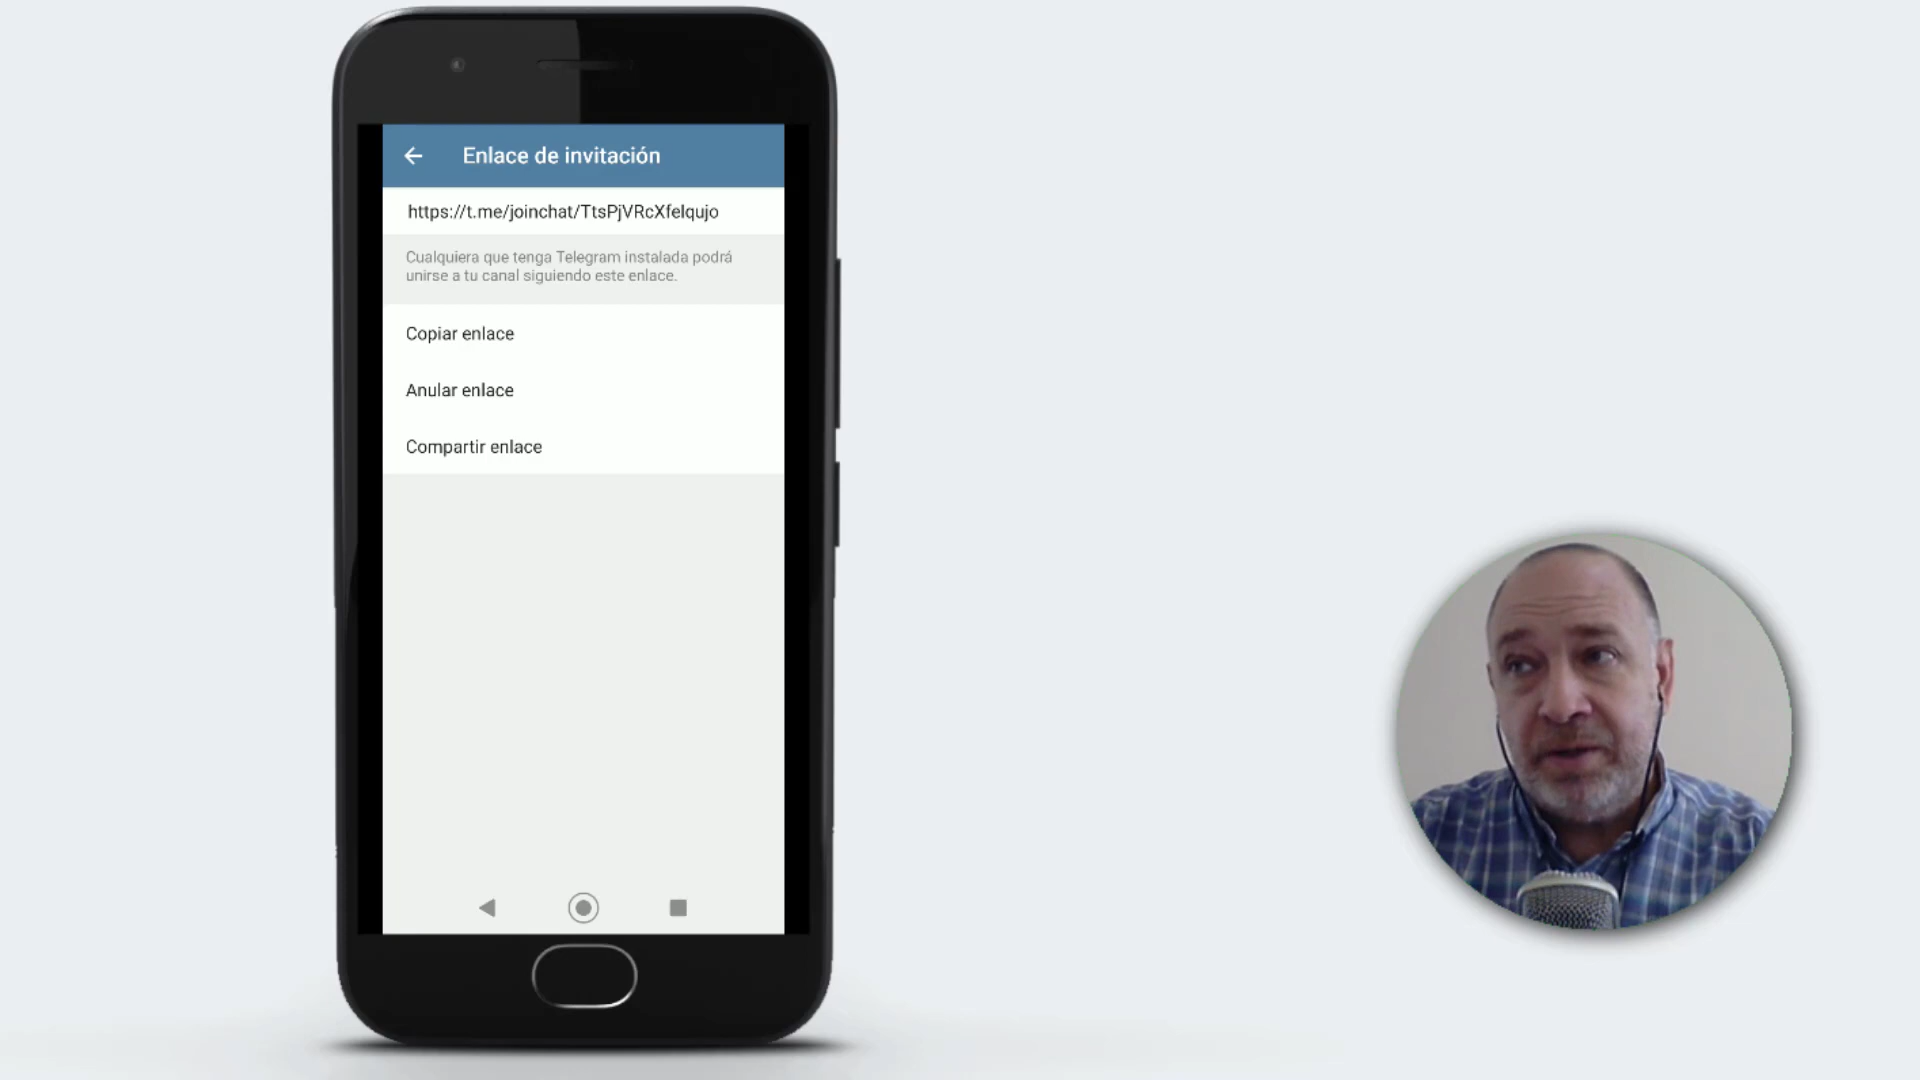 Enlace de invitación
https://t.me/joinchat/TtsPjVRcXfelqujo
Cualquiera que tenga Telegram instalada podrá
unirse a tu canal siguiendo este enlace.
Copiar enlace
Anular enlace
Compartir enlace